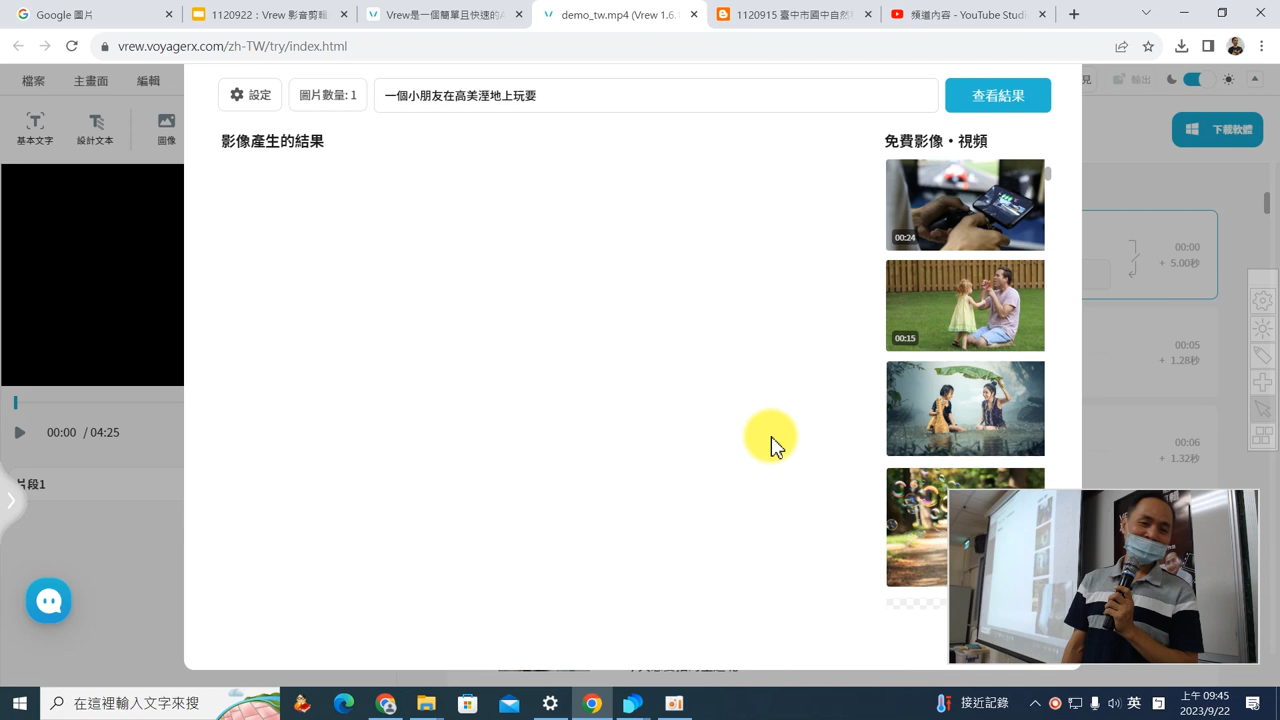 Google 圖片
1120922：Vrew 影音剪輯
Vrew是一個簡單且快速的A
demo_tw.mp4 (Vrew 1.6.
1120915 臺中市國中自然
頻道內容 - YouTube Studi
vrew.voyagerx.com/zh-TW/try/index.html
檔案
主畫面
編輯
見
輸出
設定
圖片數量: 1
一個小朋友在高美溼地上玩耍
查看結果
基本文字
設計文本
圖像
下載軟體
影像產生的結果
免費影像・視頻
00:24
00:15
00:00
+ 5.00秒
00:05
+ 1.28秒
00:06
+ 1.32秒
00:00 / 04:25
片段1
在這裡輸入文字來搜
接近記錄
英
上午 09:45
2023/9/22